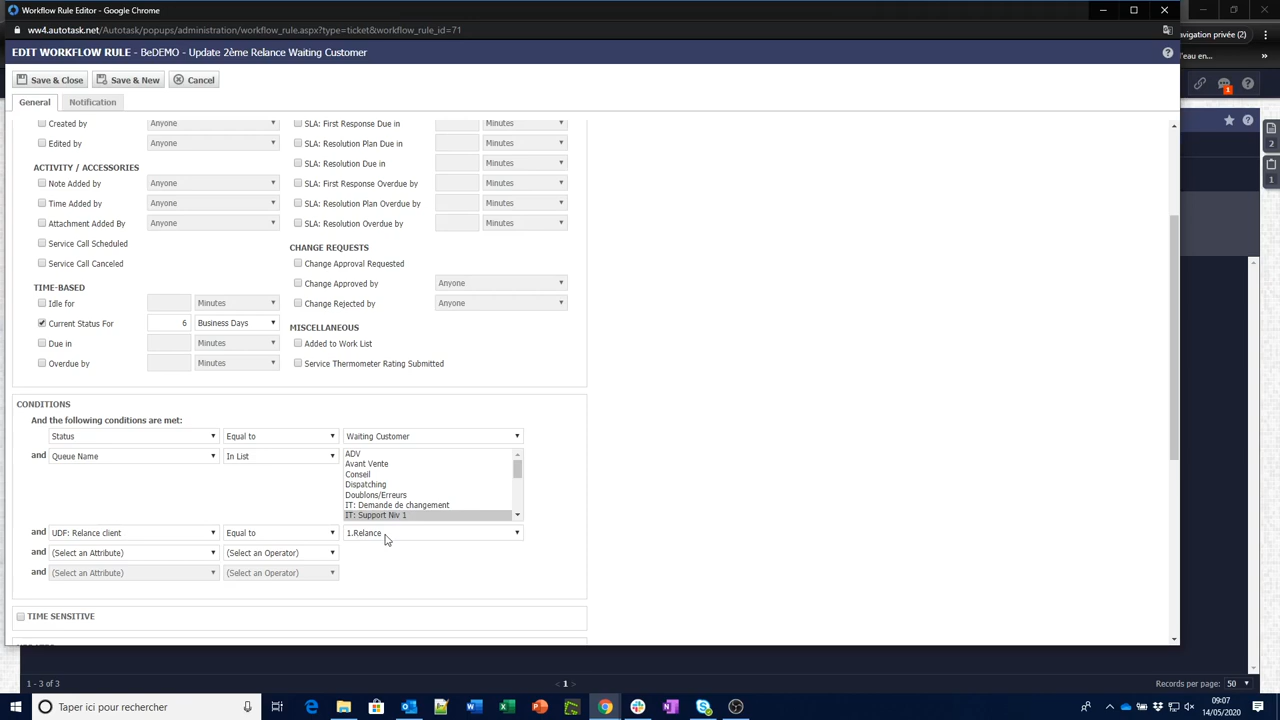 Workflow Rule Editor - Google Chrome
ww4.autotask.net/Autotask/popups/administration/workflow_rule.aspx?type=ticket&workflow_rule_id=71
EDIT WORKFLOW RULE - BeDEMO - Update 2ème Relance Waiting Customer
Save & Close
Save & New
Cancel
General
Notification
Created by
Anyone
Edited by
Anyone
ACTIVITY / ACCESSORIES
Note Added by
Anyone
Time Added by
Anyone
Attachment Added By
Anyone
Service Call Scheduled
Service Call Canceled
TIME-BASED
Idle for
Minutes
Current Status For
6
Business Days
Due in
Minutes
Overdue by
Minutes
SLA: First Response Due in
Minutes
SLA: Resolution Plan Due in
Minutes
SLA: Resolution Due in
Minutes
SLA: First Response Overdue by
Minutes
SLA: Resolution Plan Overdue by
Minutes
SLA: Resolution Overdue by
Minutes
CHANGE REQUESTS
Change Approval Requested
Change Approved by
Anyone
Change Rejected by
Anyone
MISCELLANEOUS
Added to Work List
Service Thermometer Rating Submitted
CONDITIONS
And the following conditions are met:
Status
Equal to
Waiting Customer
and
Queue Name
In List
ADV
Avant Vente
Conseil
Dispatching
Doublons/Erreurs
IT: Demande de changement
IT: Support Niv 1
and
UDF: Relance client
Equal to
1.Relance
and
(Select an Attribute)
(Select an Operator)
and
(Select an Attribute)
(Select an Operator)
TIME SENSITIVE
vigation privée (2)
eau en...
1
2
1
1 - 3 of 3
< 1 >
Records per page: 50
Taper ici pour rechercher
09:07
14/05/2020